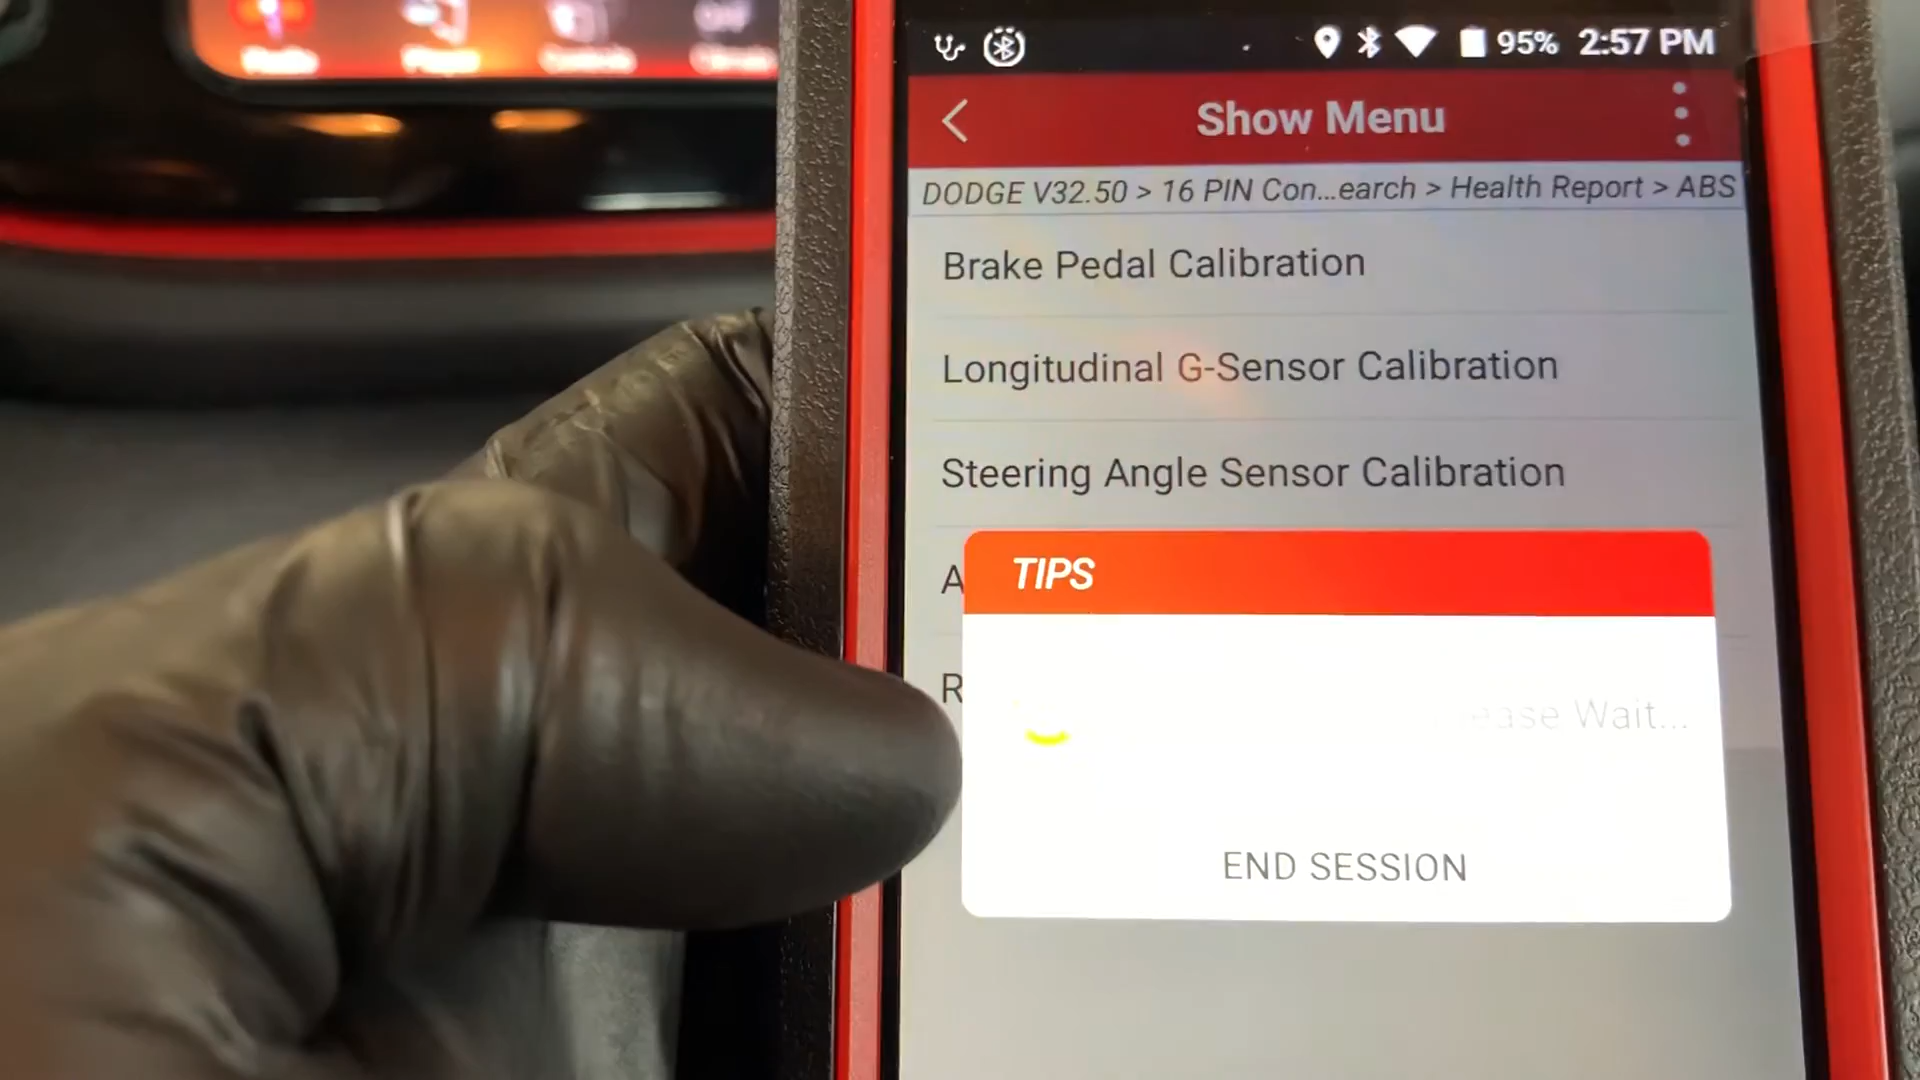 95% 2:57 PM
Show Menu
DODGE V32.50 > 16 PIN Con...earch > Health Report > ABS
Brake Pedal Calibration
Longitudinal G-Sensor Calibration
Steering Angle Sensor Calibration
A
TIPS
R
Wait...
END SESSION